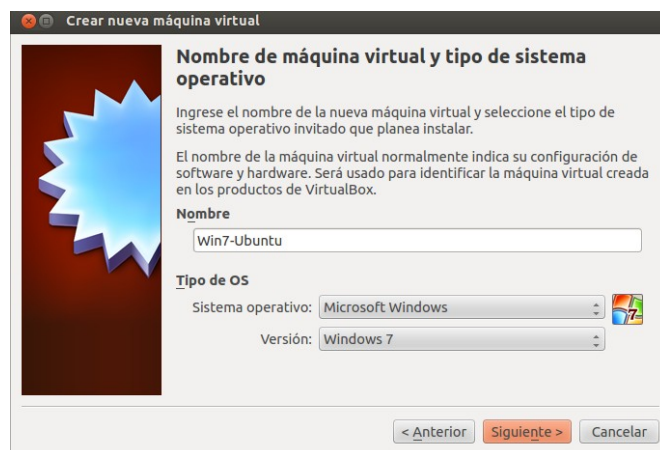 Crear nueva máquina virtual
Nombre de máquina virtual y tipo de sistema
operativo
Ingrese el nombre de la nueva máquina virtual y seleccione el tipo de
sistema operativo invitado que planea instalar.
El nombre de la máquina virtual normalmente indica su configuración de
software y hardware. Será usado para identificar la máquina virtual creada
en los productos de VirtualBox.
Nombre
Win7-Ubuntu
Tipo de OS
Sistema operativo: Microsoft Windows
7
Versión: Windows 7
< Anterior Siguiente > Cancelar